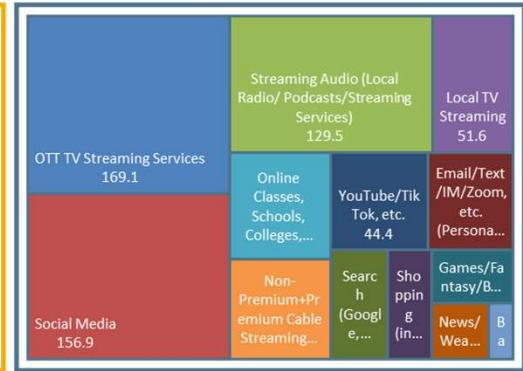 OTT TV Streaming Services
169.1
Social Media
156.9
Streaming Audio (Local
Radio/ Podcasts/Streaming
Services)
129.5
Local TV
Streaming
51.6
Online
Classes,
Schools,
Colleges,...
YouTube/Tik
Tok, etc.
44.4
Email/Text
/IM/Zoom,
etc.
(Persona...
Non-
Premium+Pr
emium Cable
Streaming...
Searc
h
(Googl
e,...
Sho
ppin
g
(in...
Games/Fa
ntasy/B...
News/
Wea...
Ba